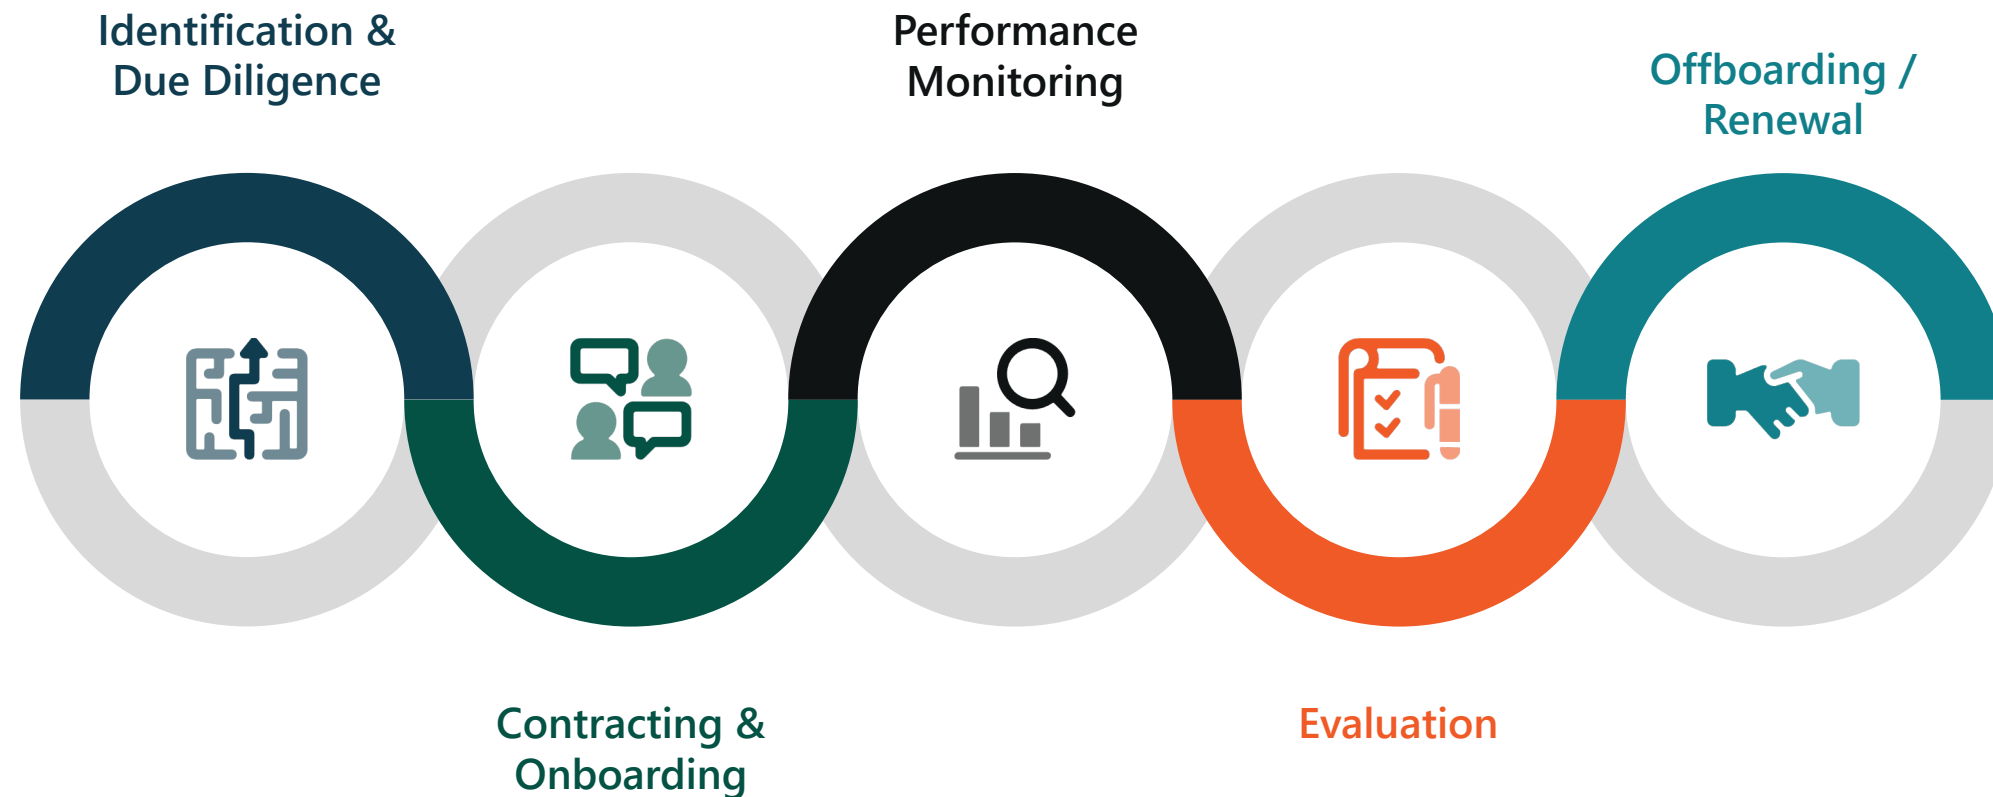 Identification &
Due Diligence
Contracting &
Onboarding
Performance
Monitoring
Evaluation
Offboarding /
Renewal